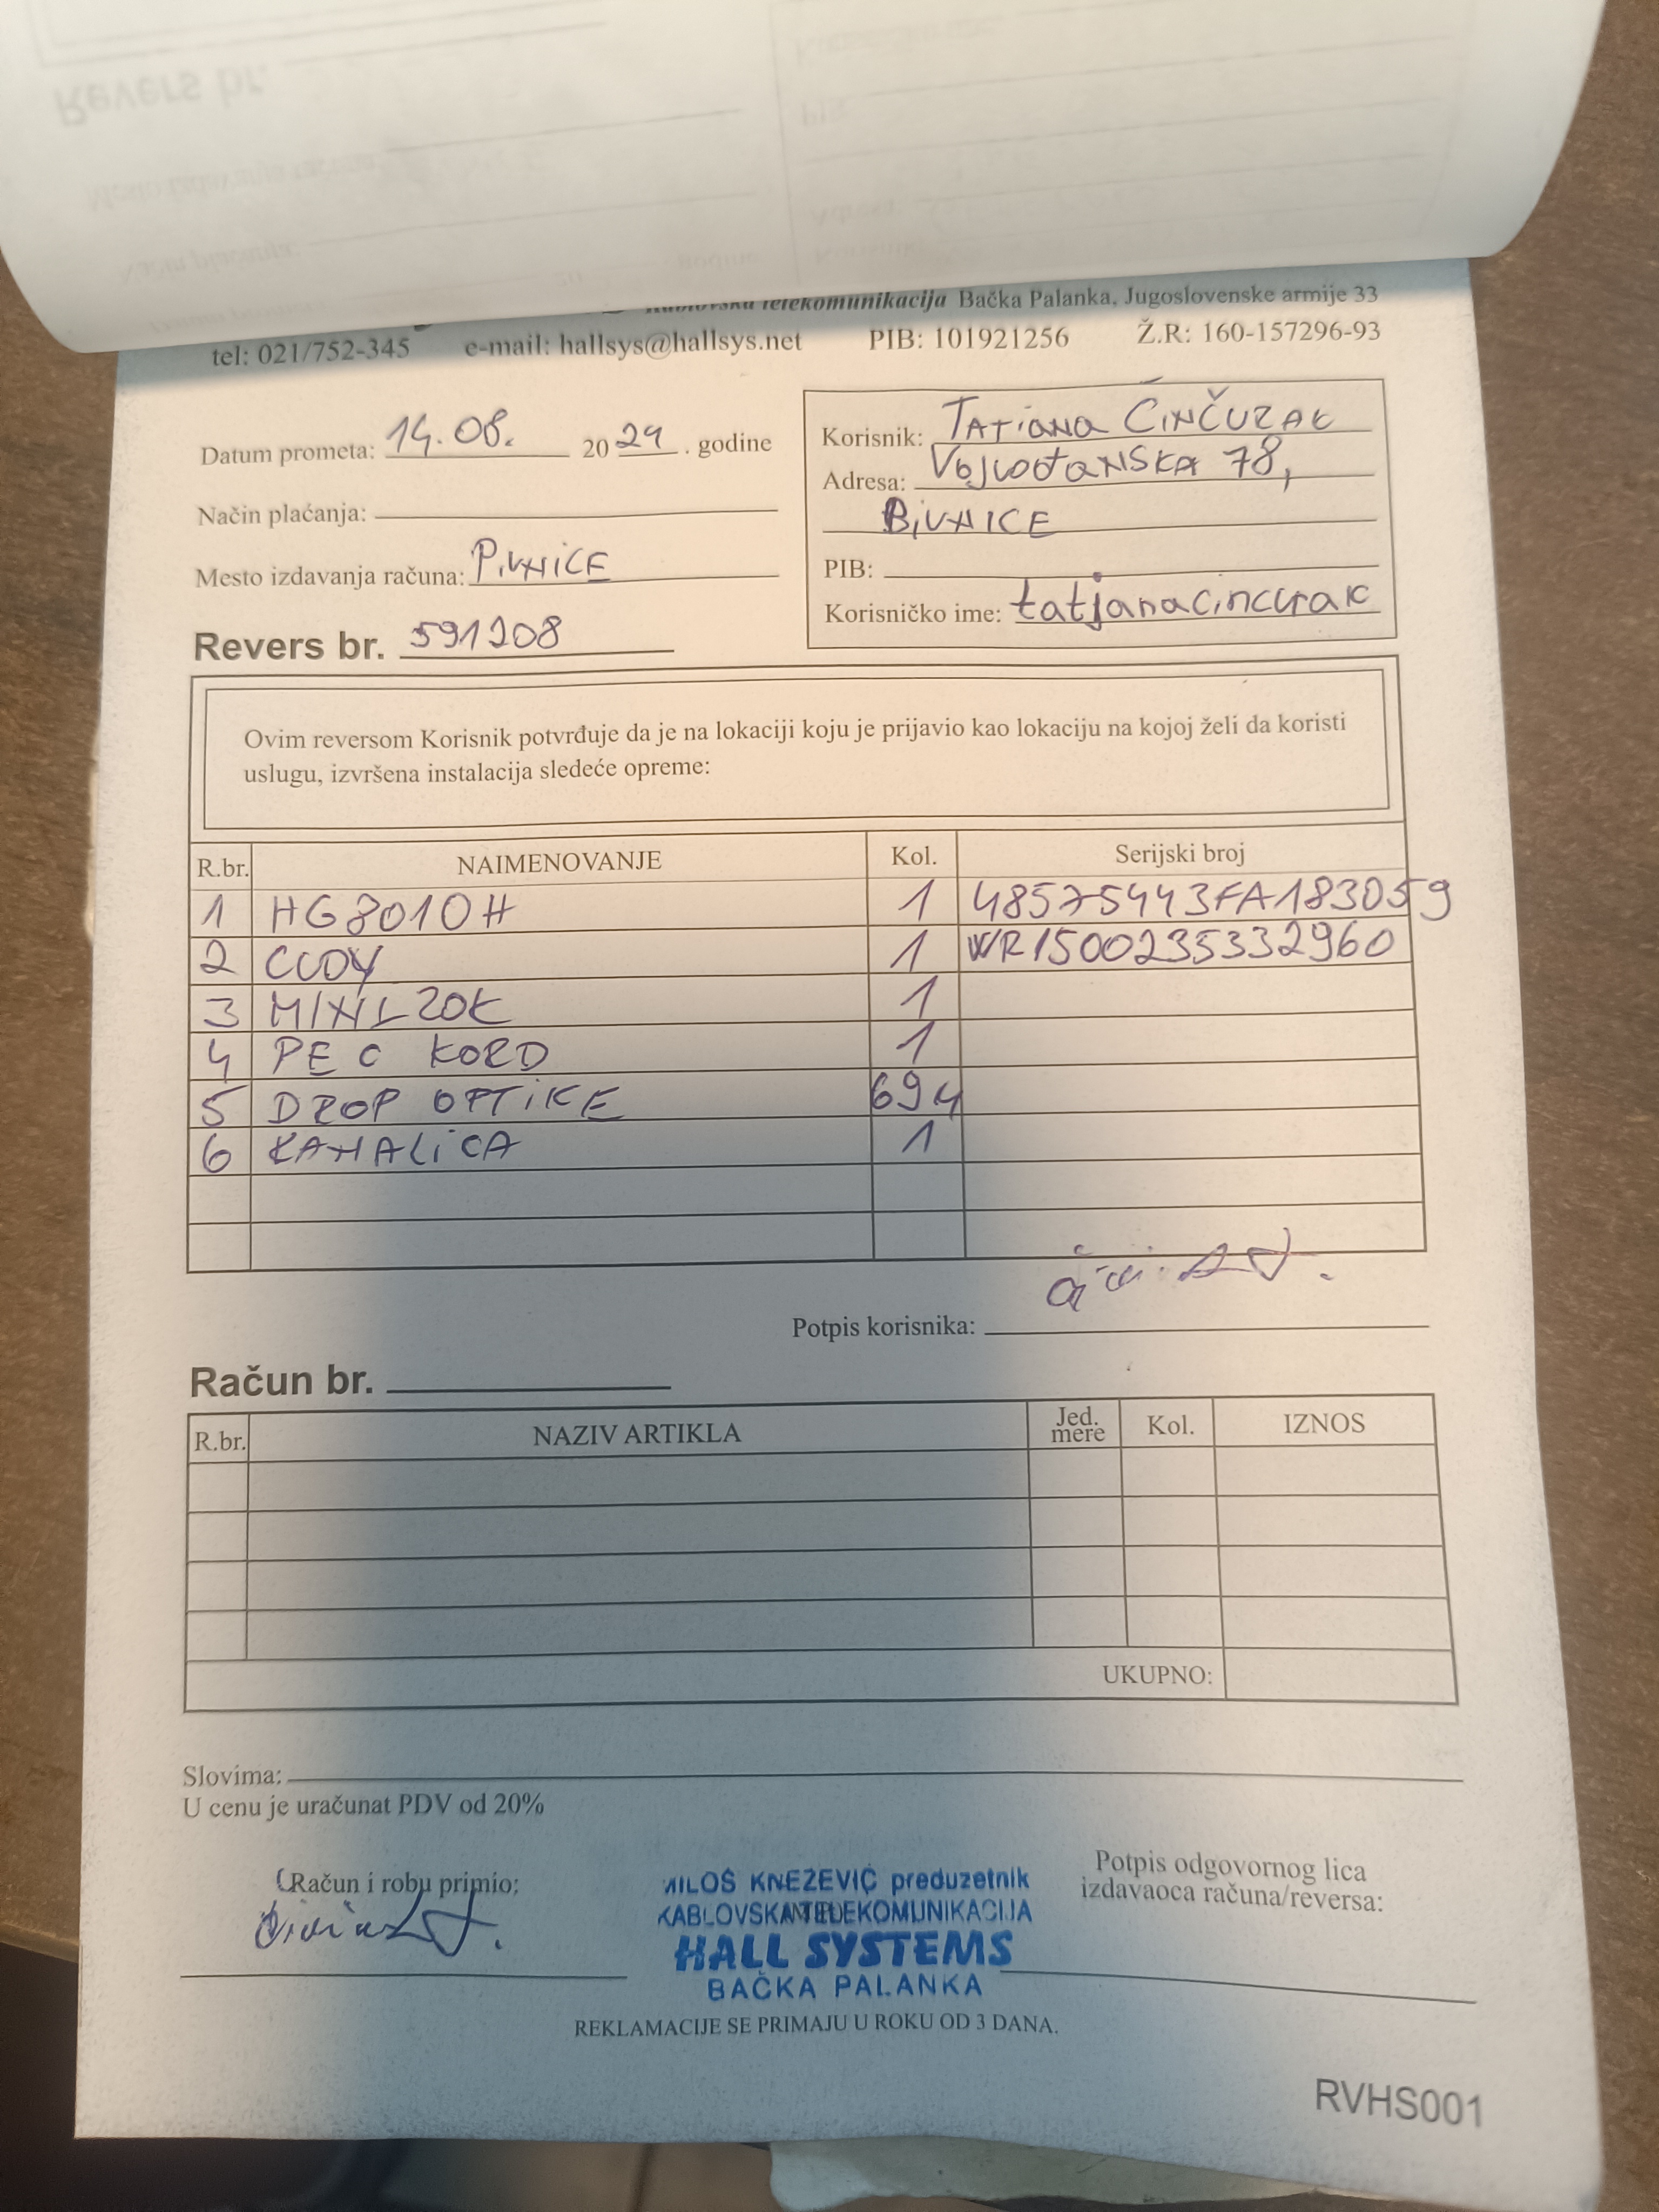 Revers br.
Kablovska telekomunikacija Bačka Palanka, Jugoslovenske armije 33
tel: 021/752-345 e-mail: hallsys@hallsys.net PIB: 101921256 Ž.R: 160-157296-93
Datum prometa: 14.08. 2024. godine
Način plaćanja:
Mesto izdavanja računa: PIVNICE
Revers br. 591208
Korisnik: TATiANA ČINČURAK
Adresa: VOJVOđANSKA 78,
PIVNICE
PIB:
Korisničko ime: tatjanacincurak
Ovim reversom Korisnik potvrđuje da je na lokaciji koju je prijavio kao lokaciju na kojoj želi da koristi
uslugu, izvršena instalacija sledeće opreme:
R.br. NAIMENOVANJE Kol. Serijski broj
1 HG8010H 1 48575443FA183059
2 1 WR1500235332960
3 1
4 KORD 1
5 DROP OPTiKE 694
6 KANALiCA 1
Potpis korisnika:
Račun br.
R.br. NAZIV ARTIKLA Jed. mere Kol. IZNOS
UKUPNO:
Slovima:
U cenu je uračunat PDV od 20%
Račun i robu primio:
MILOŠ KNEŽEVIĆ preduzetnik
KABLOVSKA TELEKOMUNIKACIJA
HALL SYSTEMS
BAČKA PALANKA
Potpis odgovornog lica
izdavaoca računa/reversa:
REKLAMACIJE SE PRIMAJU U ROKU OD 3 DANA.
RVHS001